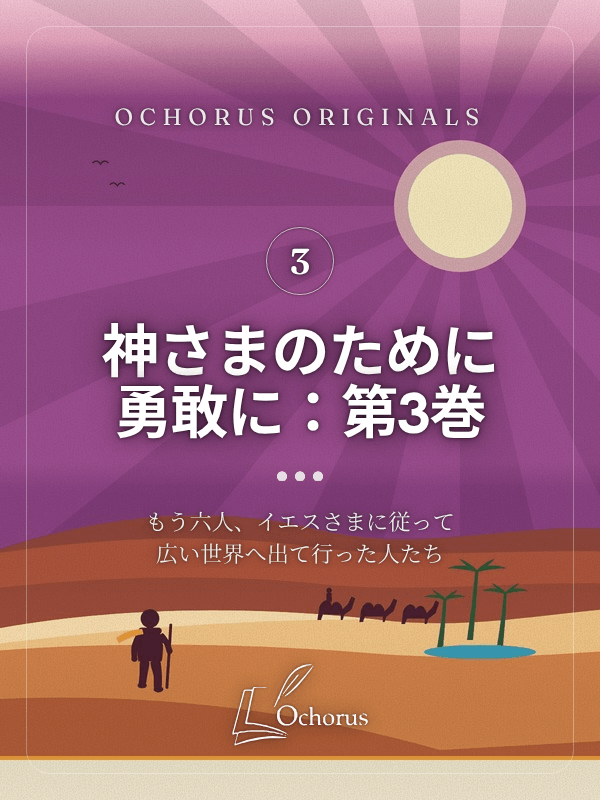 OCHORUS ORIGINALS
3
神さまのために
勇敢に：第3巻
もう六人、イエスさまに従って
広い世界へ出て行った人たち
Ochorus